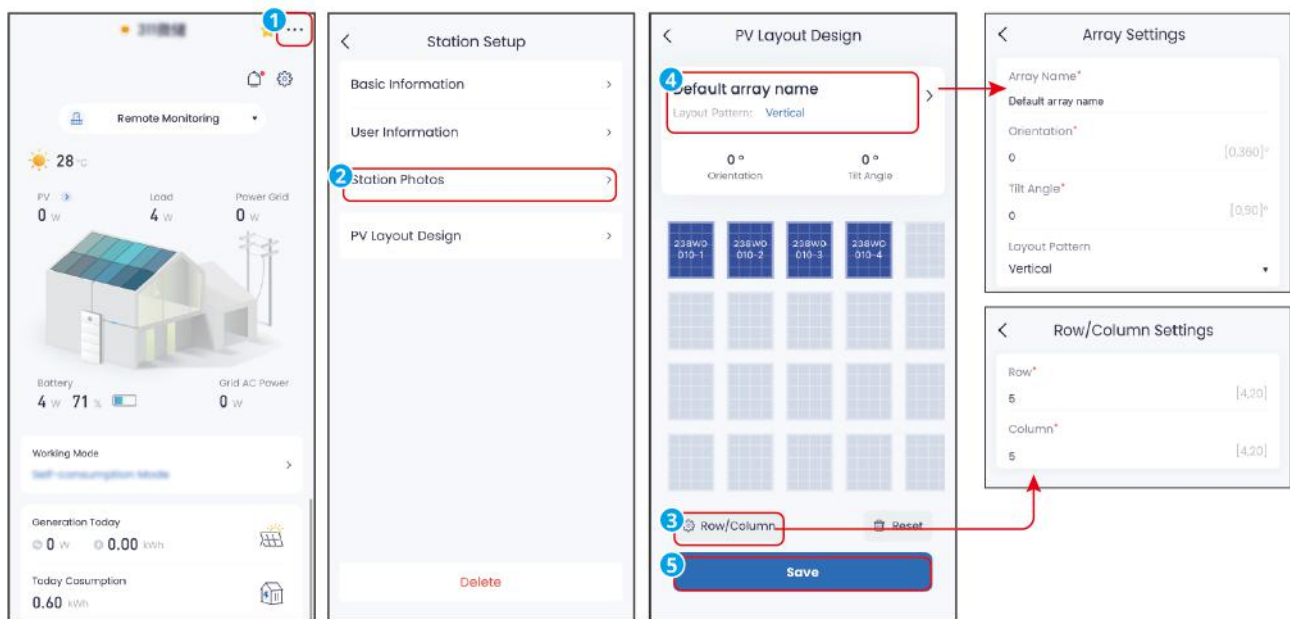 1
...
Remote Monitoring
28 °C
PV Load Power Grid
0 W 4 W 0 W
Battery Grid AC Power
4 W 71 % 0 W
Working Mode
Self-consumption Mode
Generation Today
0 W 0.00 kWh
Today Cosumption
0.60 kWh
Station Setup
Basic Information
User Information
2
Station Photos
PV Layout Design
Delete
PV Layout Design
4
Default array name
Layout Pattern: Vertical
0 ° 0 °
Orientation Tilt Angle
238W0 238W0 238W0 238W0
010-1 010-2 010-3 010-4
3 Row/Column Reset
5 Save
Array Settings
Array Name*
Default array name
Orientation*
0 [0,360]°
Tilt Angle*
0 [0,90]°
Layout Pattern
Vertical
Row/Column Settings
Row*
5 [4,20]
Column*
5 [4,20]